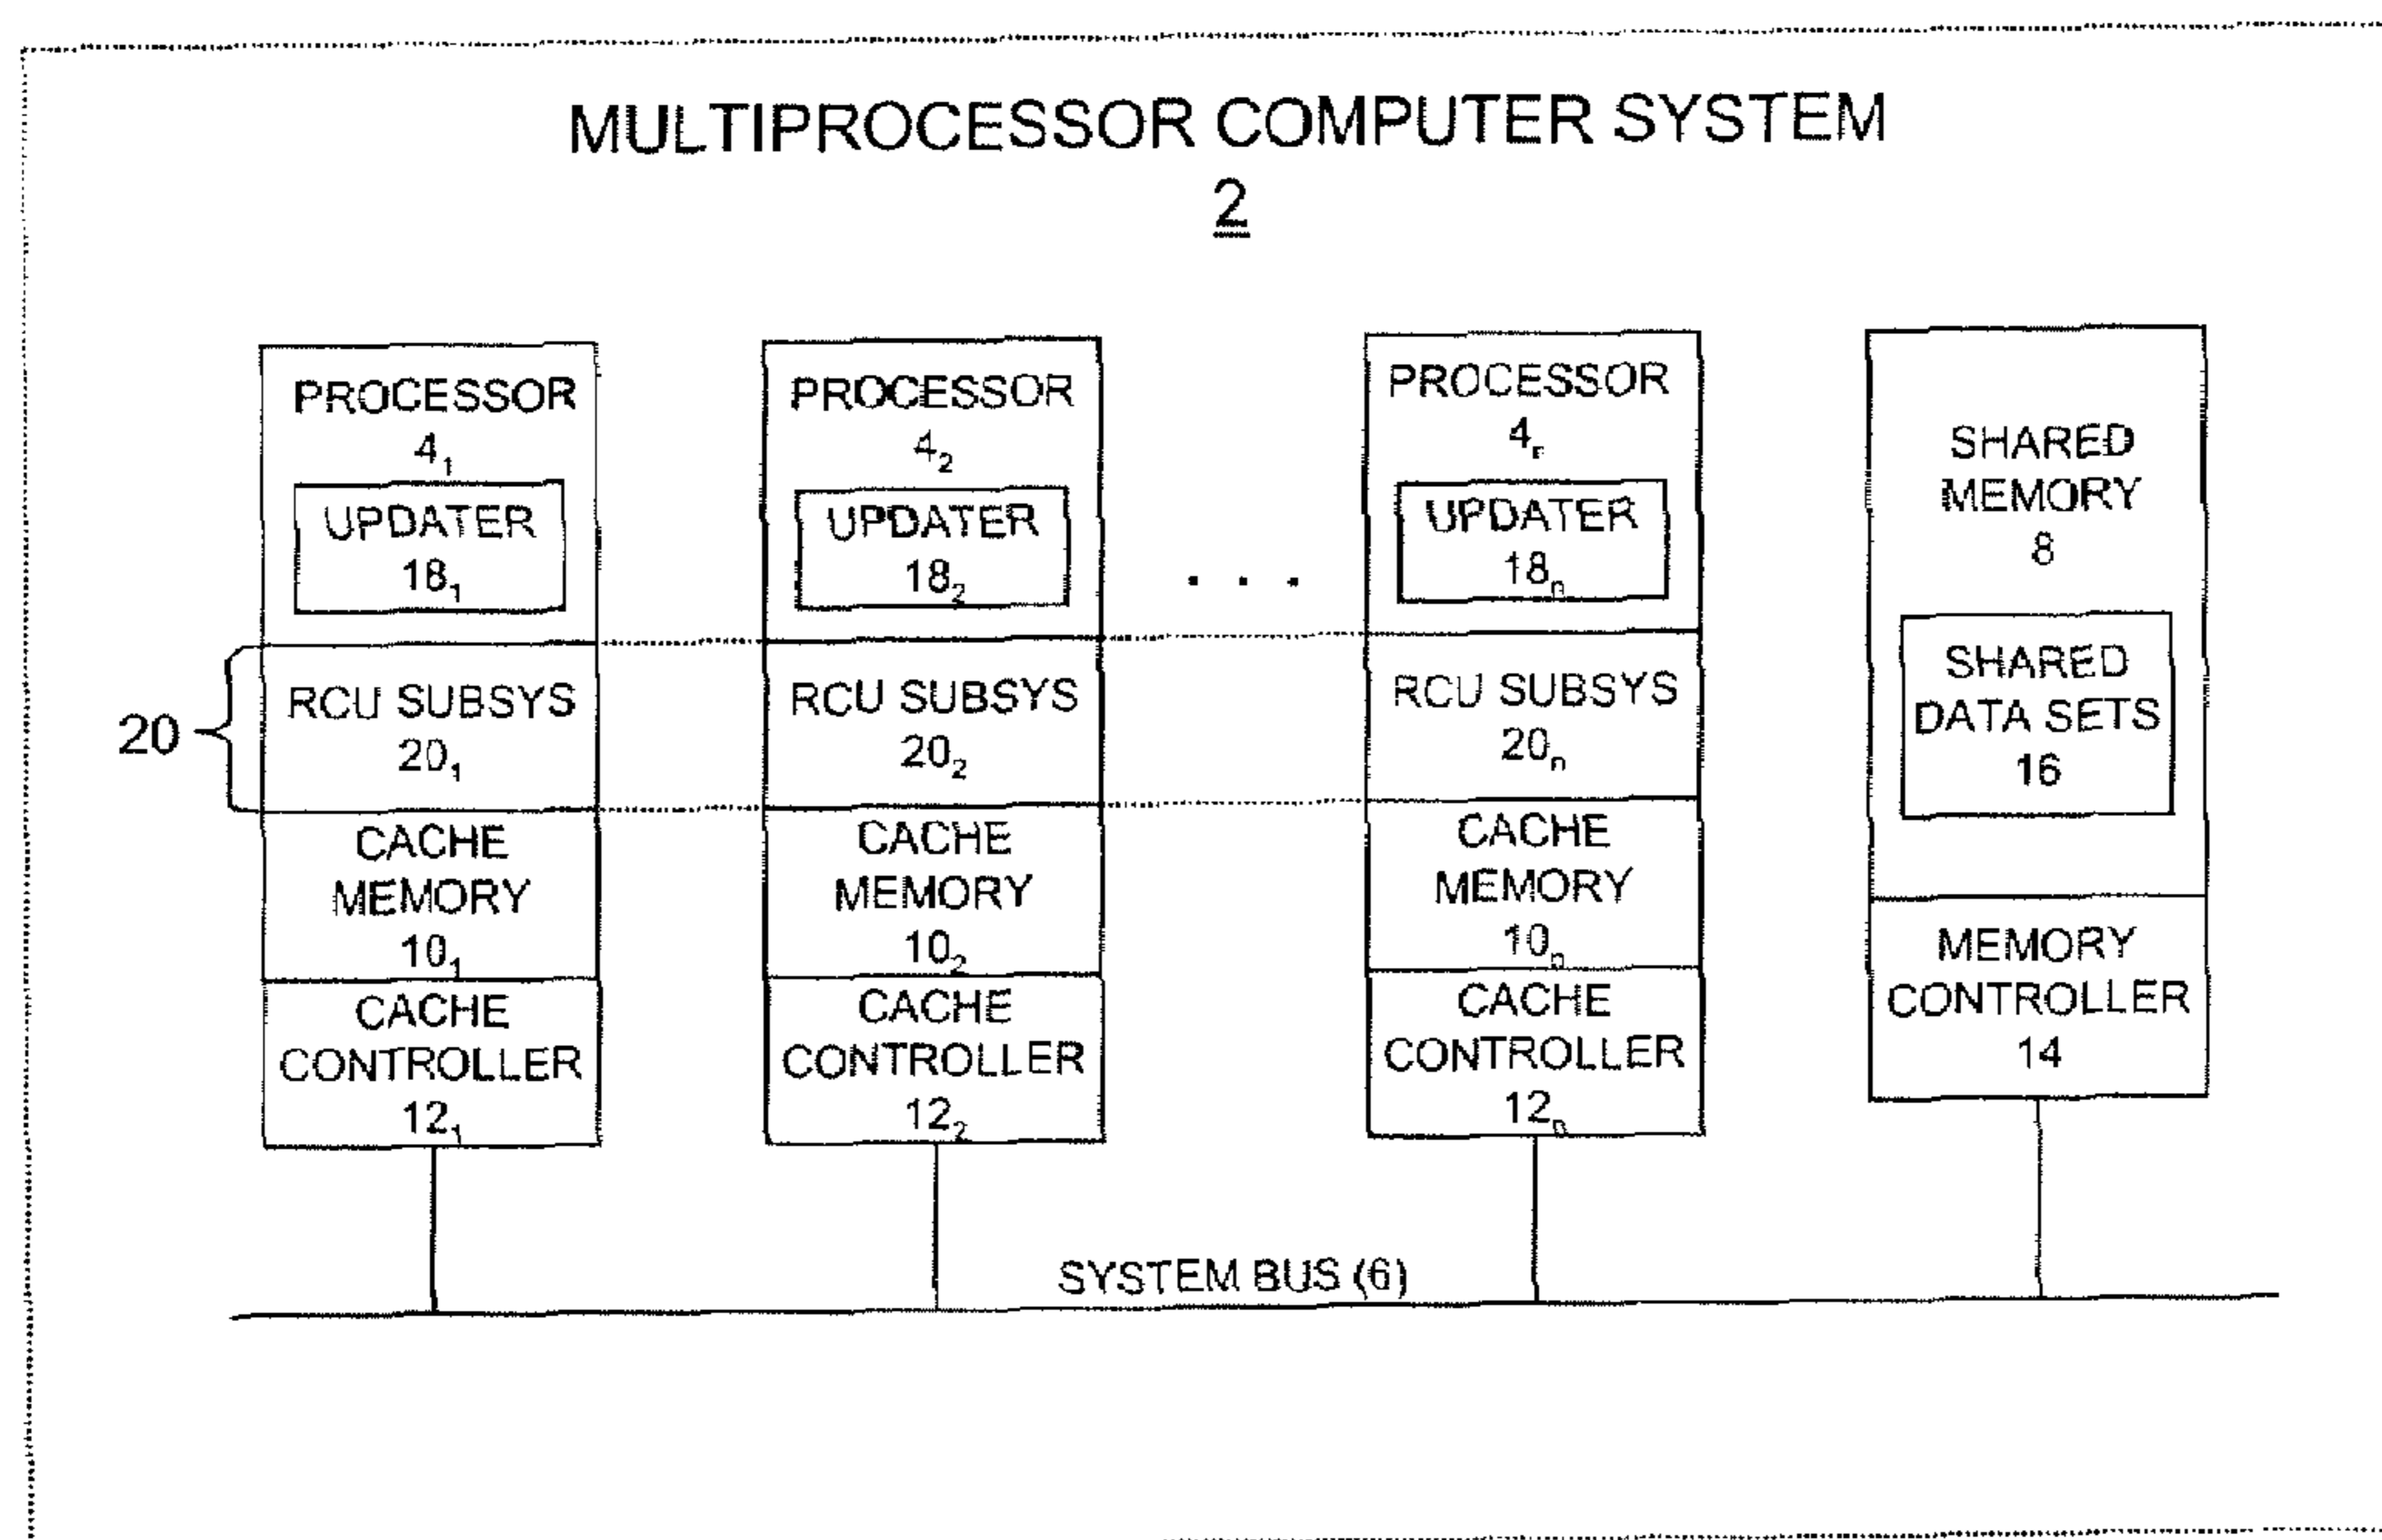 MULTIPROCESSOR COMPUTER SYSTEM
2
PROCESSOR
4₁
UPDATER
18₁
RCU SUBSYS
20₁
CACHE
MEMORY
10₁
CACHE
CONTROLLER
12₁
20
PROCESSOR
4₂
UPDATER
18₂
RCU SUBSYS
20₂
CACHE
MEMORY
10₂
CACHE
CONTROLLER
12₂
. . .
PROCESSOR
4ₙ
UPDATER
18ₙ
RCU SUBSYS
20ₙ
CACHE
MEMORY
10ₙ
CACHE
CONTROLLER
12ₙ
SHARED
MEMORY
8
SHARED
DATA SETS
16
MEMORY
CONTROLLER
14
SYSTEM BUS (6)